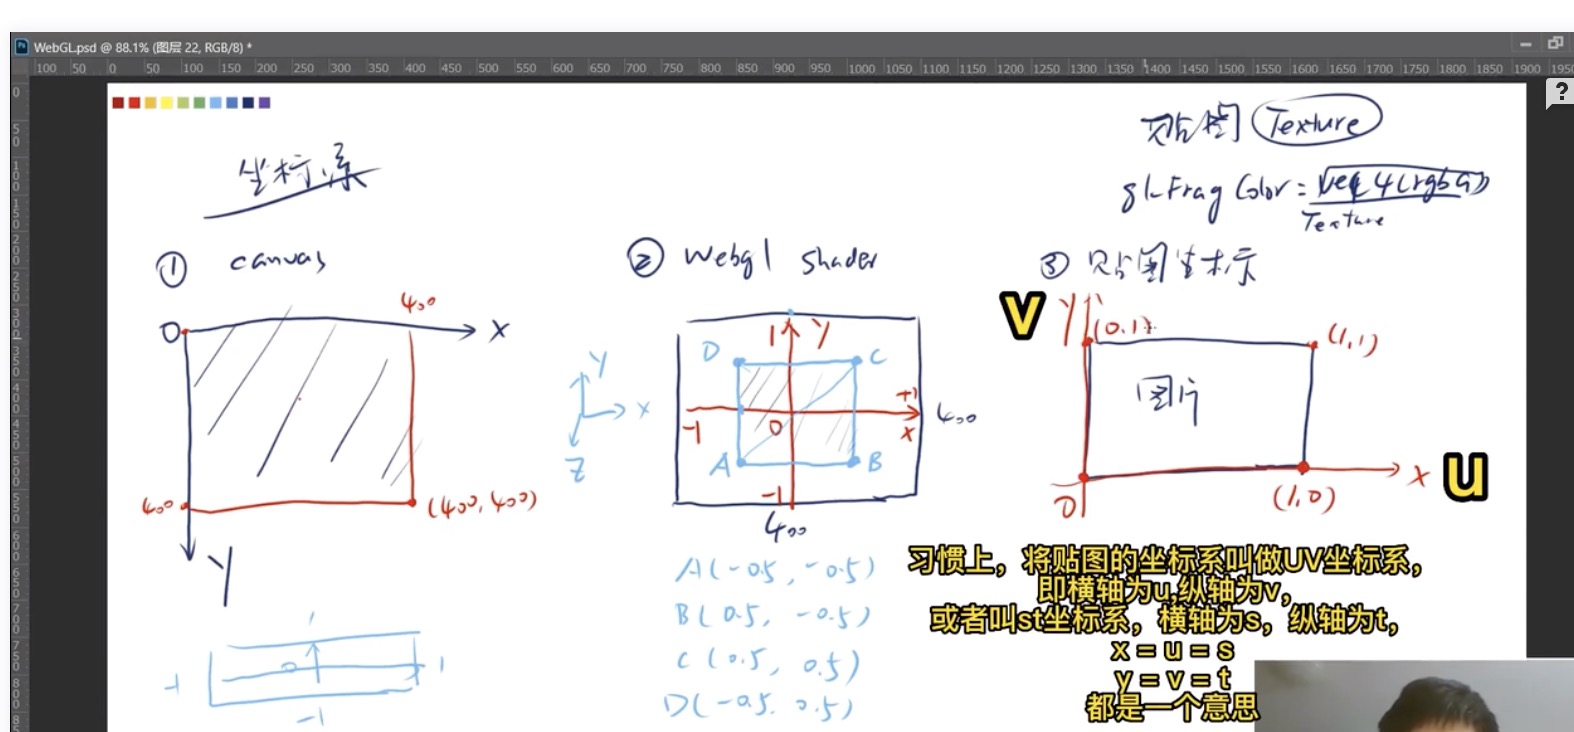 WebGL.psd @ 88.1% (图层 22, RGB/8) *
100 50 0 50 100 150 200 250 300 350 400 450 500 550 600 650 700 750 800 850 900 950 1000 1050 1100 1150 1200 1250 1300 1350 1400 1450 1500 1550 1600 1650 1700 1750 1800 1850 1900 1950
?
贴图 Texture
坐标系
gl-FragColor = vec4(rgba)
Texture
① canvas
② Webgl shader
③ 贴图坐标
400
O
X
400
(400, 400)
Y
1
0
-1
1
-1
Y
X
Z
1 Y
D
C
+1
-1
0
X
400
A
B
-1
400
A(-0.5, -0.5)
B(0.5, -0.5)
C(0.5, 0.5)
D(-0.5, 0.5)
V
Y
(0,1)
(1,1)
图片
X
U
O
(1,0)
习惯上，将贴图的坐标系叫做UV坐标系，
即横轴为u,纵轴为v，
或者叫st坐标系，横轴为s，纵轴为t，
x = u = s
y = v = t
都是一个意思